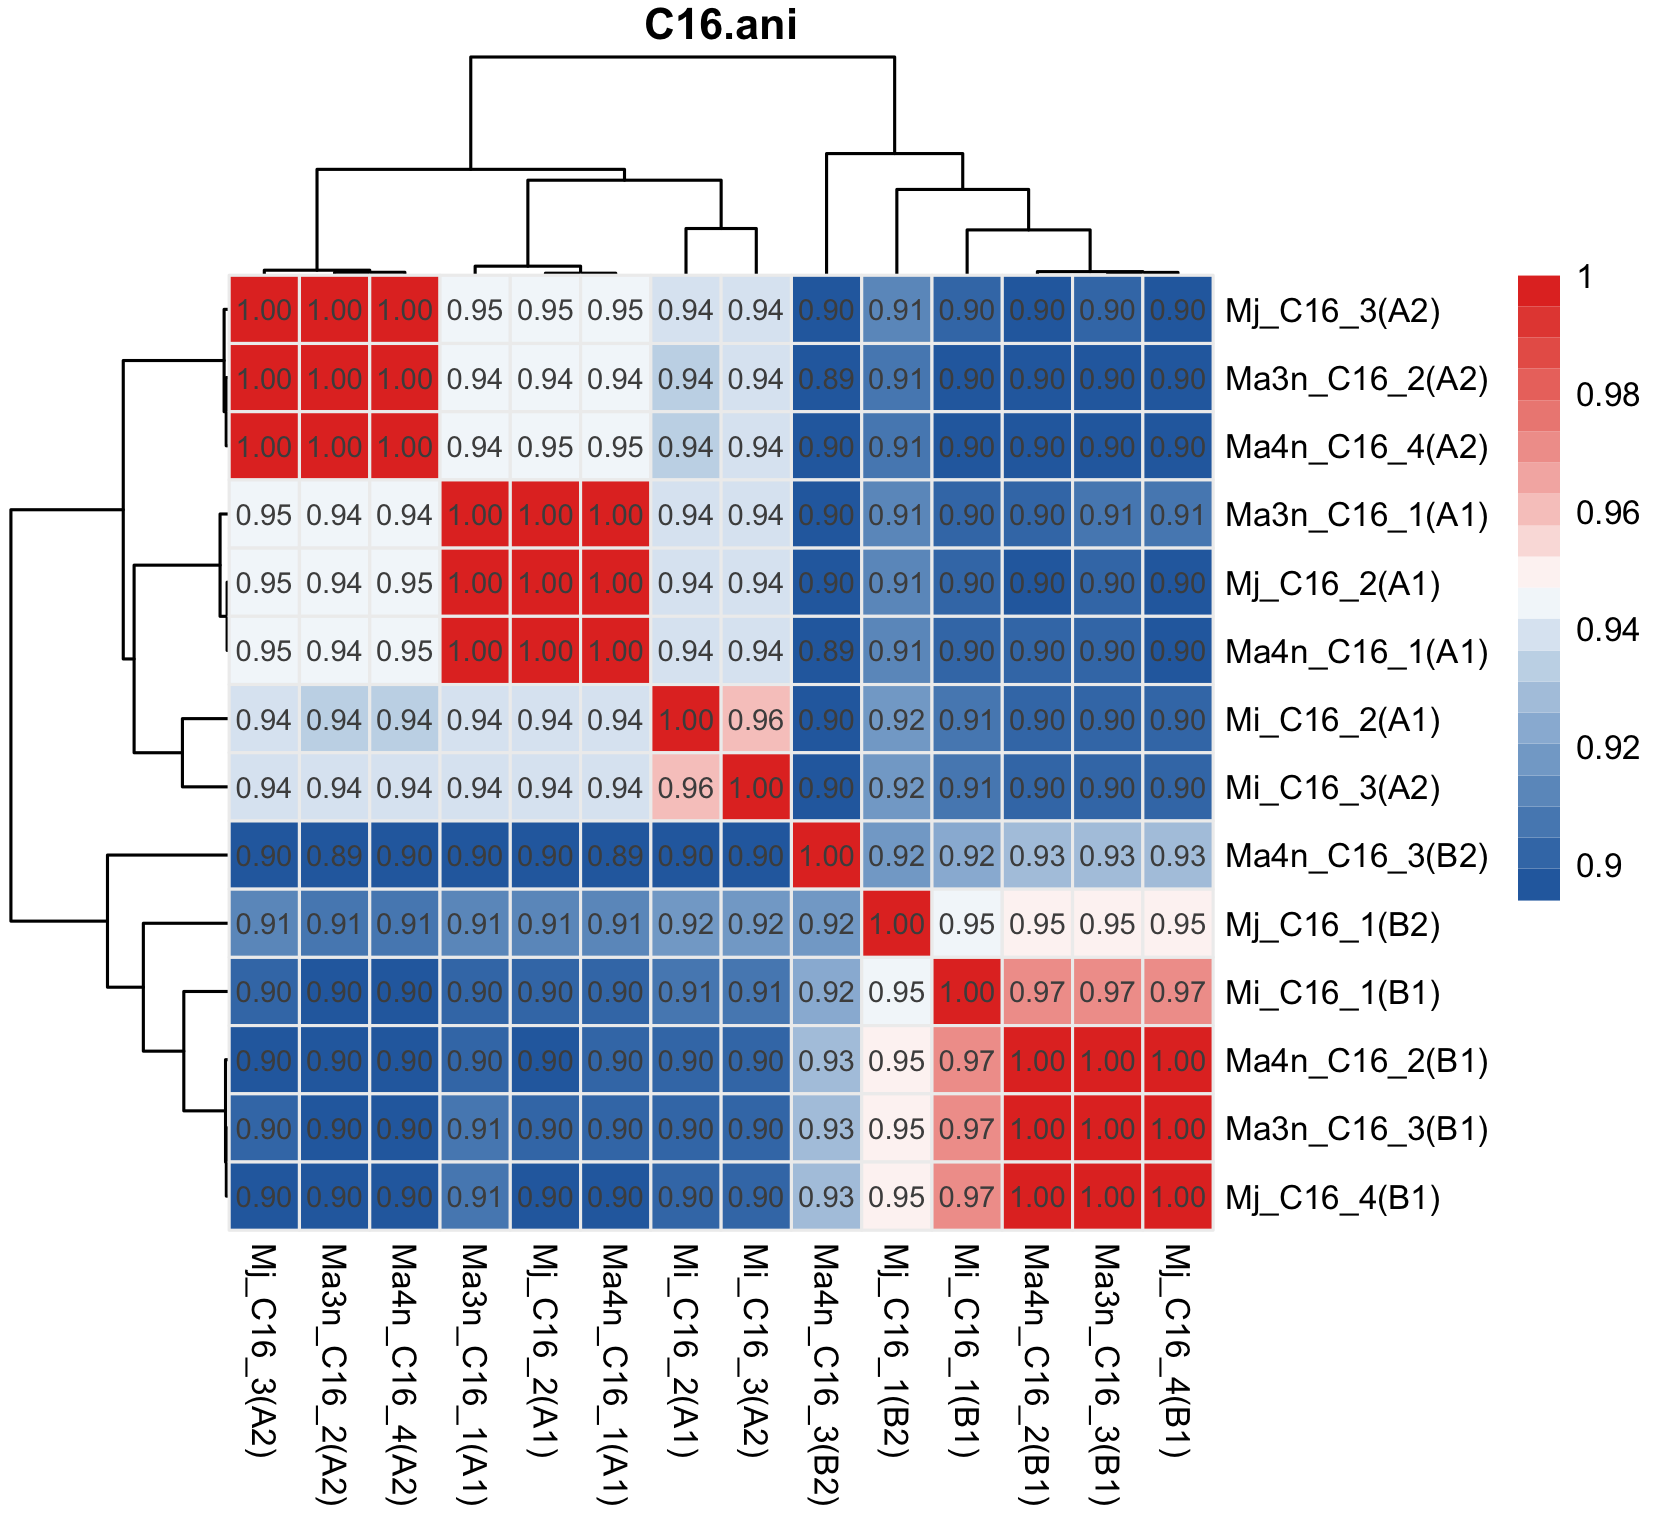 C16.ani
1.00 1.00 1.00 0.95 0.95 0.95 0.94 0.94 0.90 0.91 0.90 0.90 0.90 0.90 Mj_C16_3(A2)
1.00 1.00 1.00 0.94 0.94 0.94 0.94 0.94 0.89 0.91 0.90 0.90 0.90 0.90 Ma3n_C16_2(A2)
1.00 1.00 1.00 0.94 0.95 0.95 0.94 0.94 0.90 0.91 0.90 0.90 0.90 0.90 Ma4n_C16_4(A2)
0.95 0.94 0.94 1.00 1.00 1.00 0.94 0.94 0.90 0.91 0.90 0.90 0.91 0.91 Ma3n_C16_1(A1)
0.95 0.94 0.95 1.00 1.00 1.00 0.94 0.94 0.90 0.91 0.90 0.90 0.90 0.90 Mj_C16_2(A1)
0.95 0.94 0.95 1.00 1.00 1.00 0.94 0.94 0.89 0.91 0.90 0.90 0.90 0.90 Ma4n_C16_1(A1)
0.94 0.94 0.94 0.94 0.94 0.94 1.00 0.96 0.90 0.92 0.91 0.90 0.90 0.90 Mi_C16_2(A1)
0.94 0.94 0.94 0.94 0.94 0.94 0.96 1.00 0.90 0.92 0.91 0.90 0.90 0.90 Mi_C16_3(A2)
0.90 0.89 0.90 0.90 0.90 0.89 0.90 0.90 1.00 0.92 0.92 0.93 0.93 0.93 Ma4n_C16_3(B2)
0.91 0.91 0.91 0.91 0.91 0.91 0.92 0.92 0.92 1.00 0.95 0.95 0.95 0.95 Mj_C16_1(B2)
0.90 0.90 0.90 0.90 0.90 0.90 0.91 0.91 0.92 0.95 1.00 0.97 0.97 0.97 Mi_C16_1(B1)
0.90 0.90 0.90 0.90 0.90 0.90 0.90 0.90 0.93 0.95 0.97 1.00 1.00 1.00 Ma4n_C16_2(B1)
0.90 0.90 0.90 0.91 0.90 0.90 0.90 0.90 0.93 0.95 0.97 1.00 1.00 1.00 Ma3n_C16_3(B1)
0.90 0.90 0.90 0.91 0.90 0.90 0.90 0.90 0.93 0.95 0.97 1.00 1.00 1.00 Mj_C16_4(B1)
Mj_C16_3(A2)
Ma3n_C16_2(A2)
Ma4n_C16_4(A2)
Ma3n_C16_1(A1)
Mj_C16_2(A1)
Ma4n_C16_1(A1)
Mi_C16_2(A1)
Mi_C16_3(A2)
Ma4n_C16_3(B2)
Mj_C16_1(B2)
Mi_C16_1(B1)
Ma4n_C16_2(B1)
Ma3n_C16_3(B1)
Mj_C16_4(B1)
1
0.98
0.96
0.94
0.92
0.9